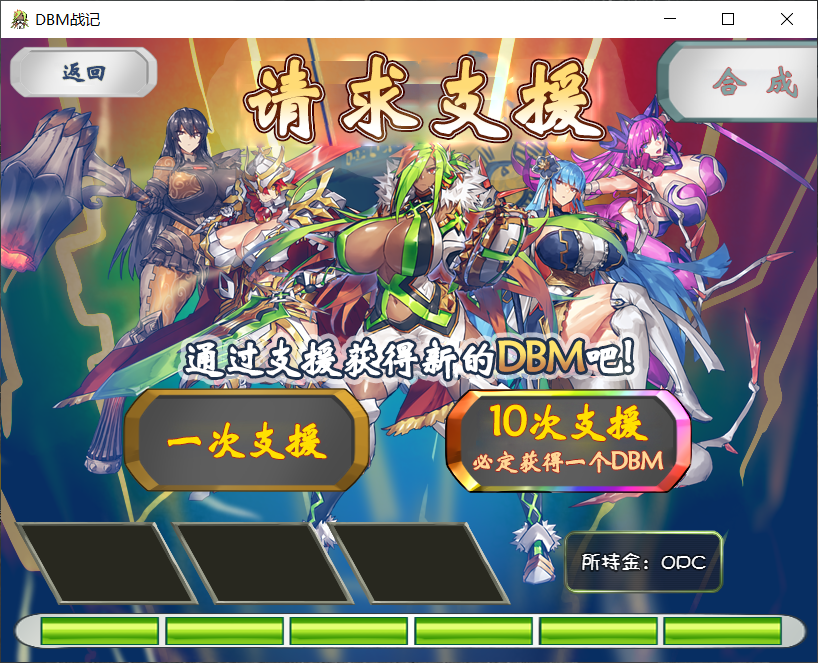 DBM战记
返回
请求支援
合成
通过支援获得新的DBM吧!
一次支援
10次支援
必定获得一个DBM
所持金：0PC